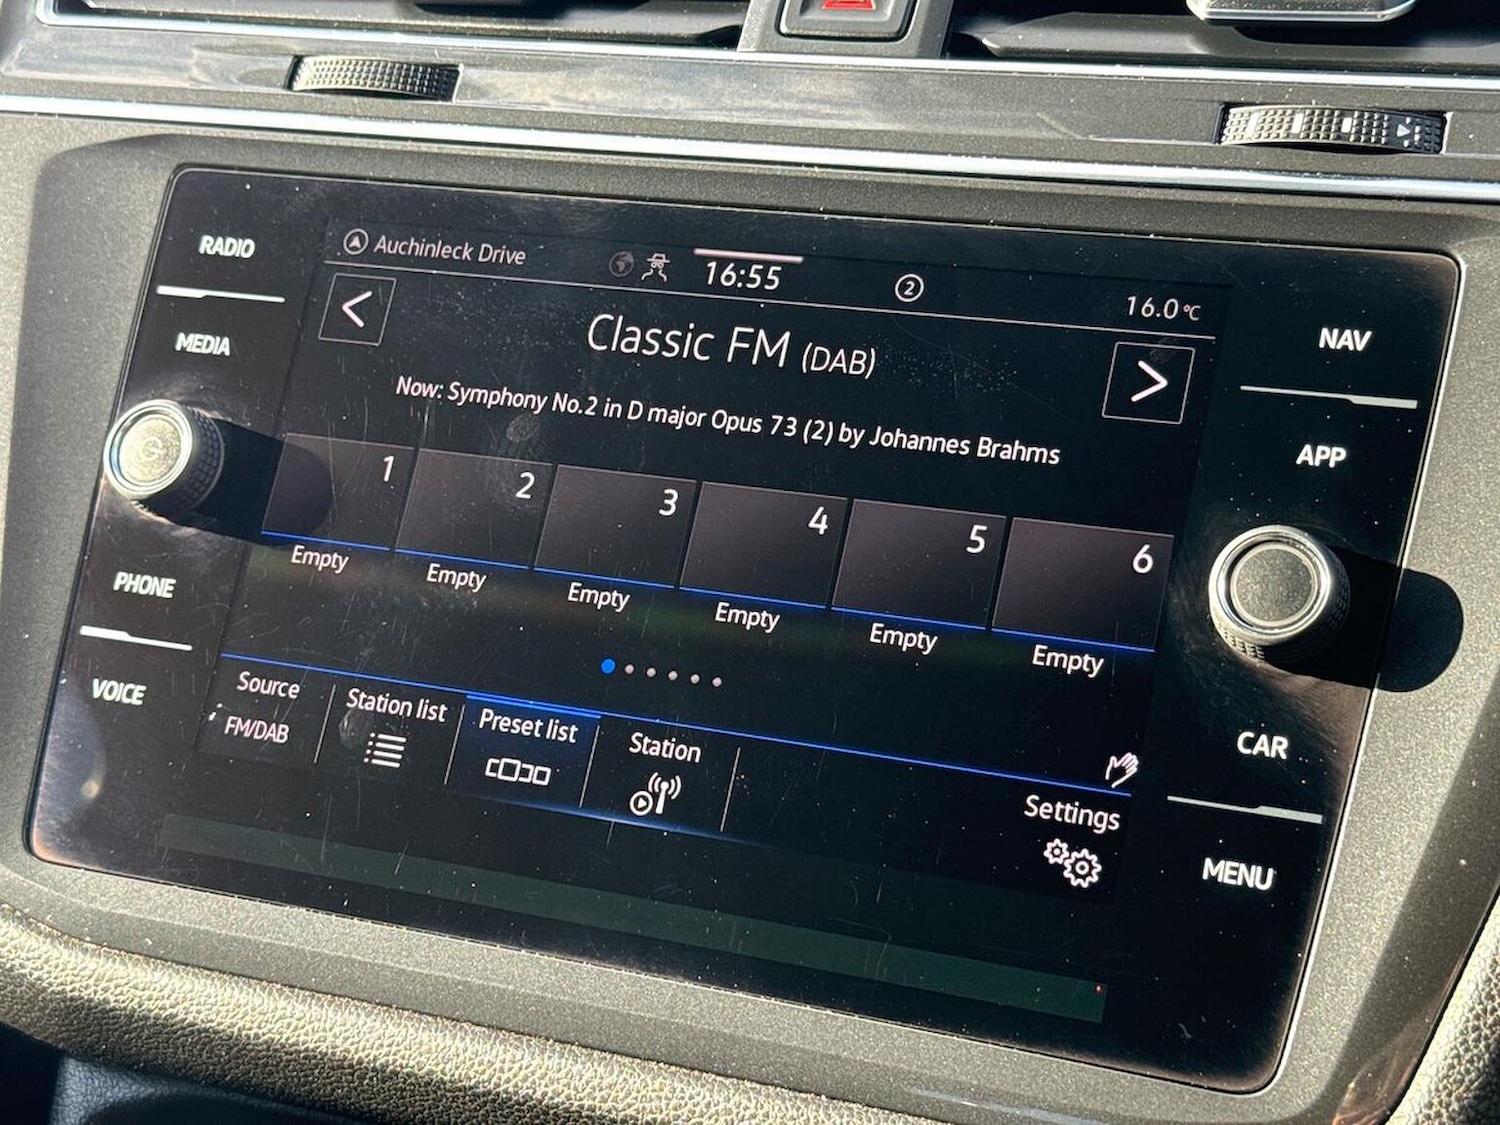 RADIO
MEDIA
PHONE
VOICE
Auchinleck Drive
16:55
2
16.0°C
Classic FM (DAB)
Now: Symphony No.2 in D major Opus 73 (2) by Johannes Brahms
1
2
3
4
5
6
Empty
Empty
Empty
Empty
Empty
Empty
Source
FM/DAB
Station list
Preset list
Station
Settings
NAV
APP
CAR
MENU